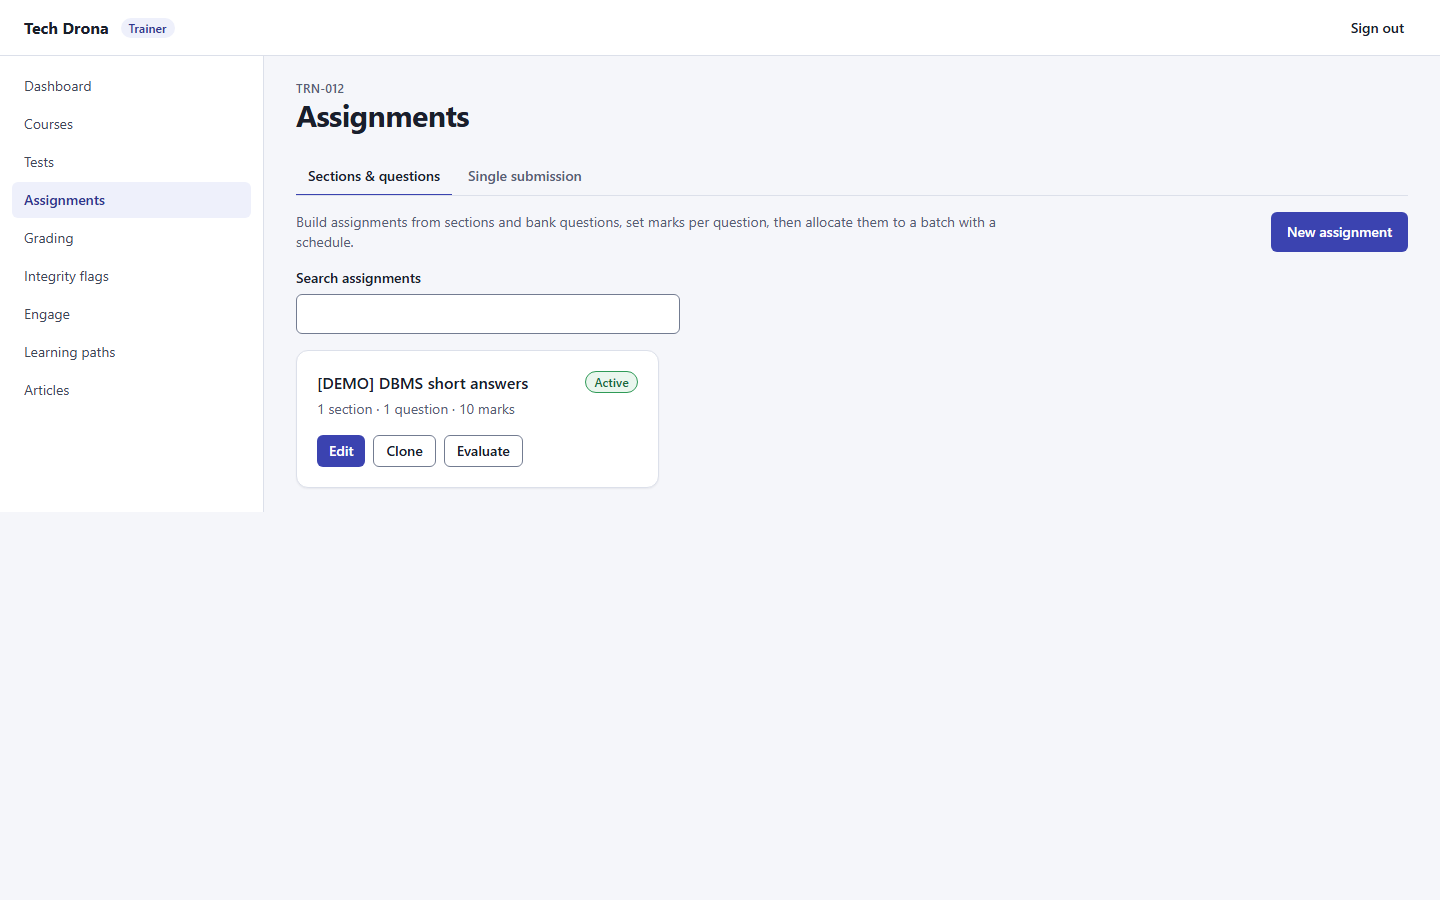 Tech Drona Trainer Sign out
Dashboard
Courses
Tests
Assignments
Grading
Integrity flags
Engage
Learning paths
Articles
TRN-012
Assignments
Sections & questions Single submission
Build assignments from sections and bank questions, set marks per question, then allocate them to a batch with a
schedule.
New assignment
Search assignments
[DEMO] DBMS short answers Active
1 section · 1 question · 10 marks
Edit Clone Evaluate